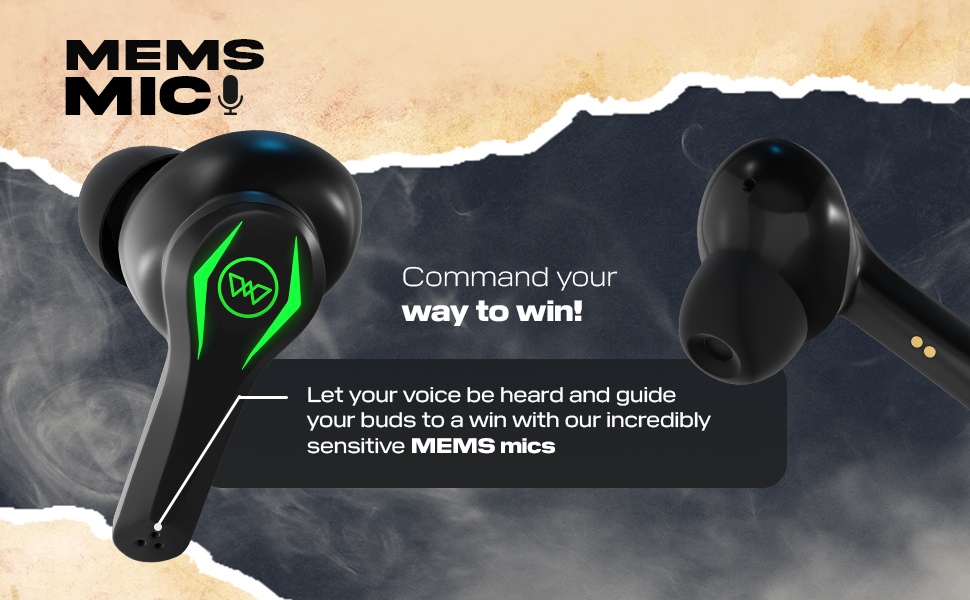 MEMS
MIC
Command your
way to win!
Let your voice be heard and guide
your buds to a win with our incredibly
sensitive MEMS mics